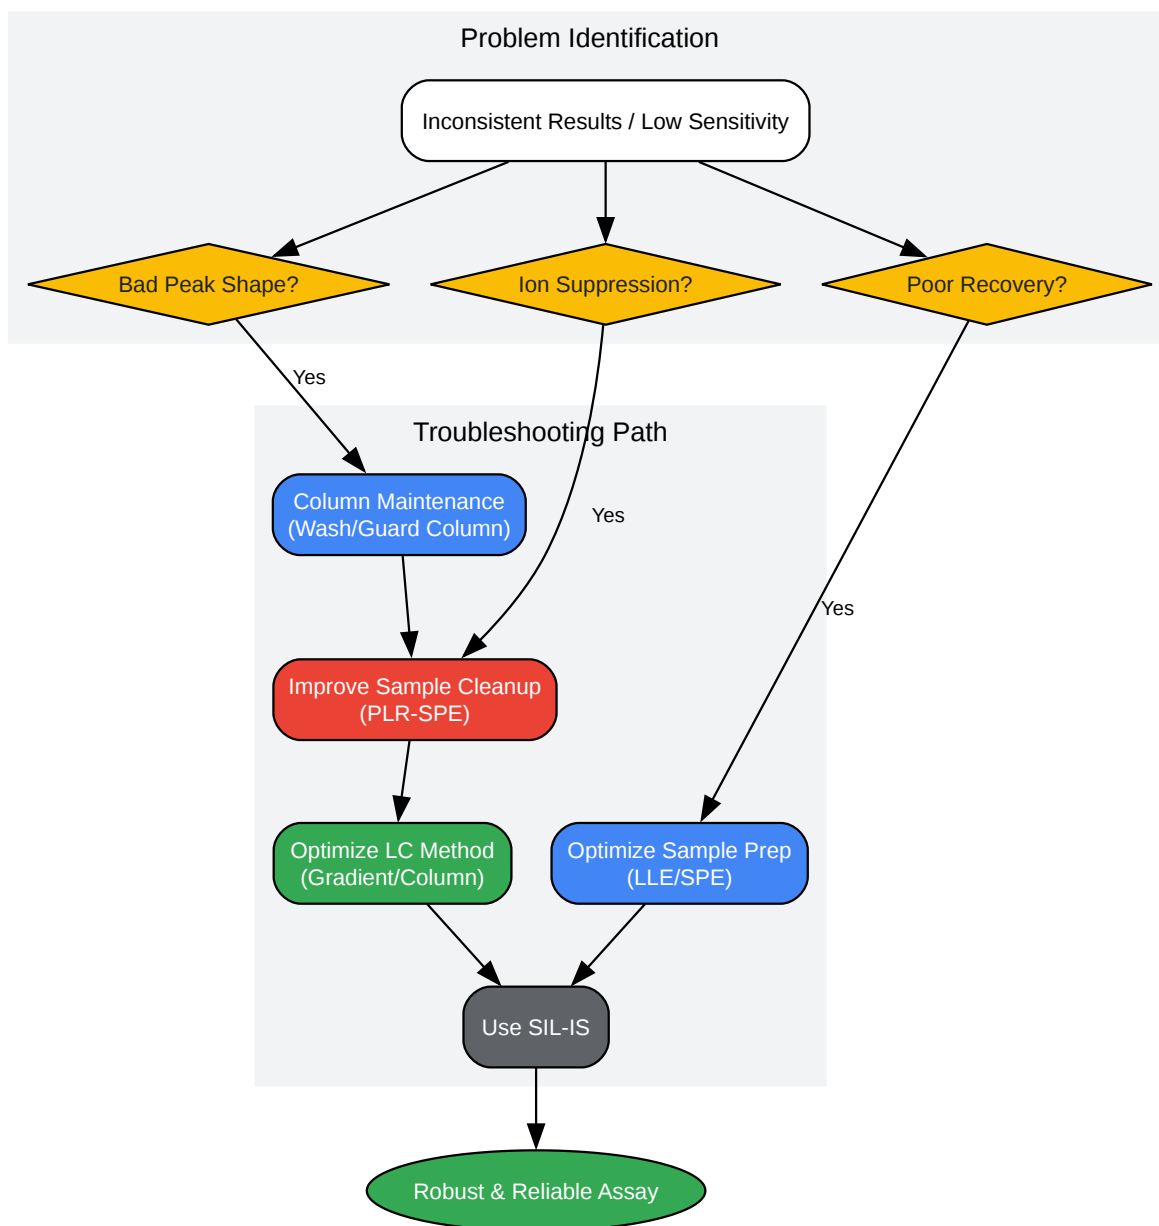 Problem Identification
Inconsistent Results / Low Sensitivity
Bad Peak Shape?
Ion Suppression?
Poor Recovery?
Yes
Troubleshooting Path
Column Maintenance
(Wash/Guard Column)
Yes
Yes
Improve Sample Cleanup
(PLR-SPE)
Optimize LC Method
(Gradient/Column)
Optimize Sample Prep
(LLE/SPE)
Use SIL-IS
Robust & Reliable Assay